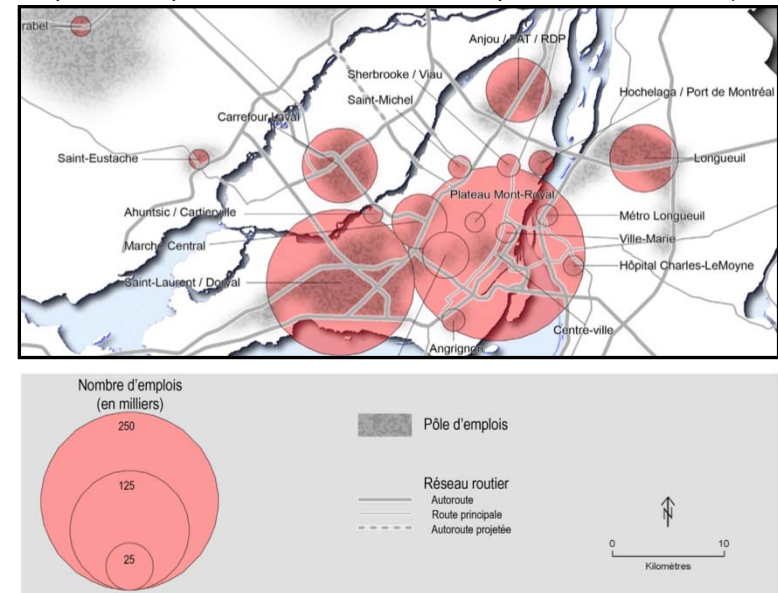 Anjou / PAT / RDP
Sherbrooke / Viau
Saint-Michel
Hochelaga / Port de Montréal
Carrefour Laval
Saint-Eustache
Longueuil
Plateau Mont-Royal
Ahuntsic / Cartierville
Métro Longueuil
Marché Central
Ville-Marie
Hôpital Charles-LeMoyne
Saint-Laurent / Dorval
Centre-ville
Angrignon
Nombre d'emplois
(en milliers)
250
125
25
Pôle d'emplois
Réseau routier
Autoroute
Route principale
Autoroute projetée
N
0 10
Kilomètres